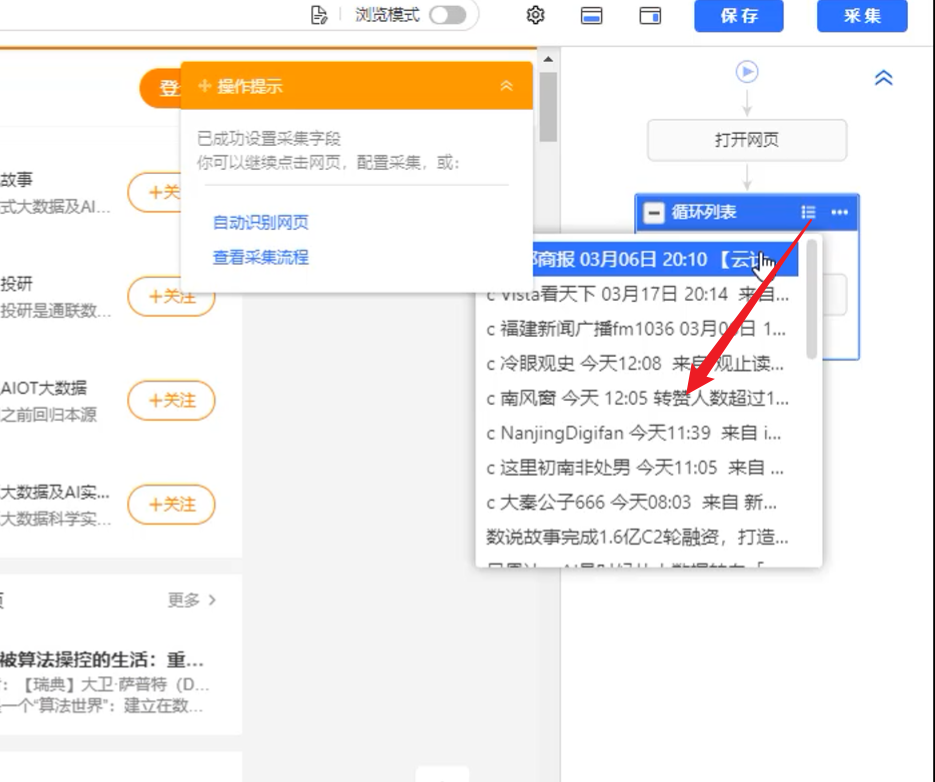 浏览模式
保存
采集
登
操作提示
已成功设置采集字段
你可以继续点击网页，配置采集，或：
自动识别网页
查看采集流程
打开网页
循环列表
故事
式大数据及AI...
+关
投研
投研是通联数...
+关注
AIOT大数据
之前回归本源
+关注
大数据及AI实...
大数据科学实...
+关注
商报 03月06日 20:10 【云
c Vista看天下 03月17日 20:14 来自...
c 福建新闻广播fm1036 03月0 日 1...
c 冷眼观史 今天12:08 来自 观止读...
c 南风窗 今天 12:05 转赞人数超过1...
c NanjingDigifan 今天11:39 来自 i...
c 这里初南非处男 今天11:05 来自 ...
c 大秦公子666 今天08:03 来自 新...
数说故事完成1.6亿C2轮融资，打造...
更多
被算法操控的生活：重...
：【瑞典】大卫·萨普特（D...
一个“算法世界”：建立在数...